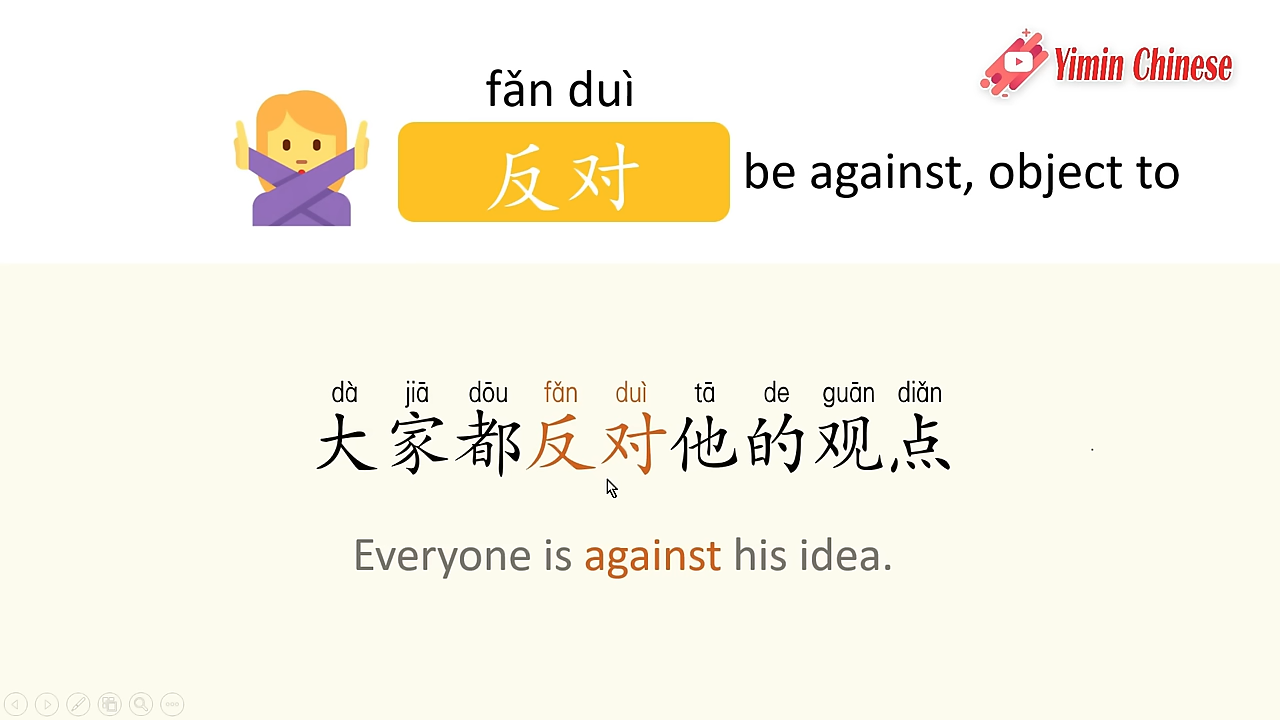 Yimin Chinese
fǎn duì
反对
be against, object to
dà jiā dōu fǎn duì tā de guān diǎn
大家都反对他的观点
Everyone is against his idea.